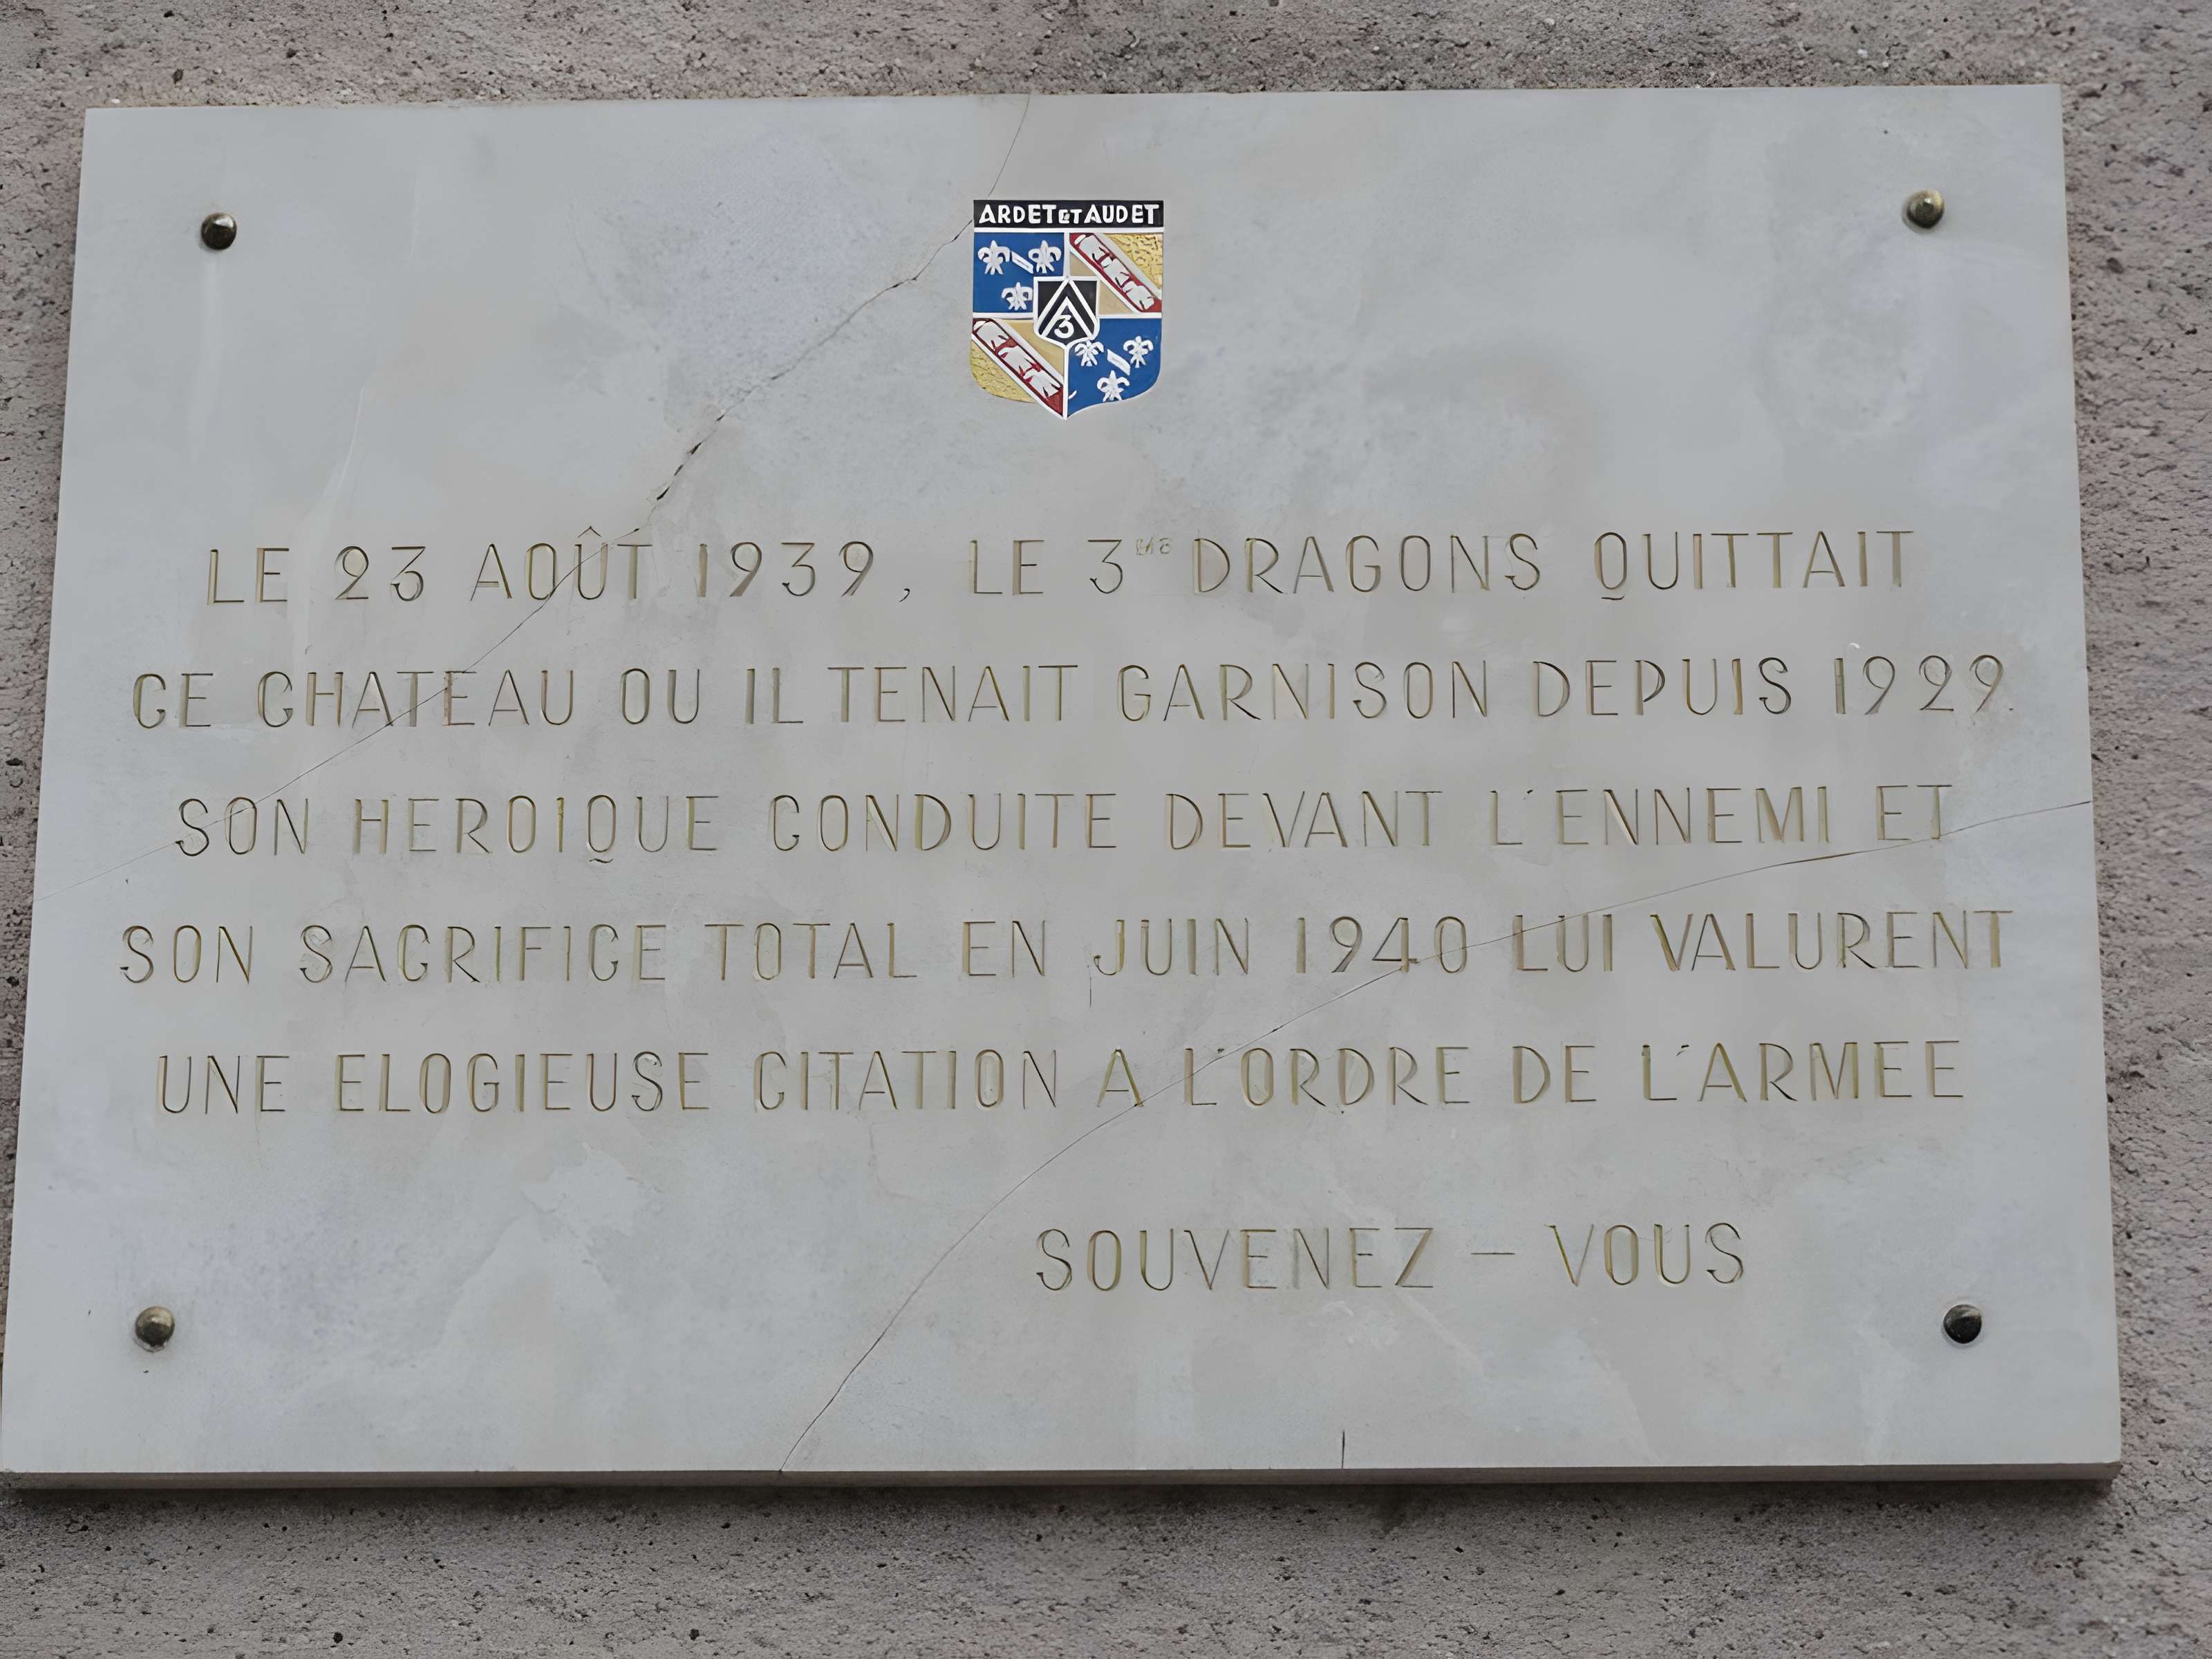 ARDET ET AUDET
3
LE 23 AOÛT 1939, LE 3ME DRAGONS QUITTAIT
CE CHATEAU OU IL TENAIT GARNISON DEPUIS 1929.
SON HEROIQUE CONDUITE DEVANT L'ENNEMI ET
SON SACRIFICE TOTAL EN JUIN 1940 LUI VALURENT
UNE ELOGIEUSE CITATION A L'ORDRE DE L'ARMEE
SOUVENEZ - VOUS